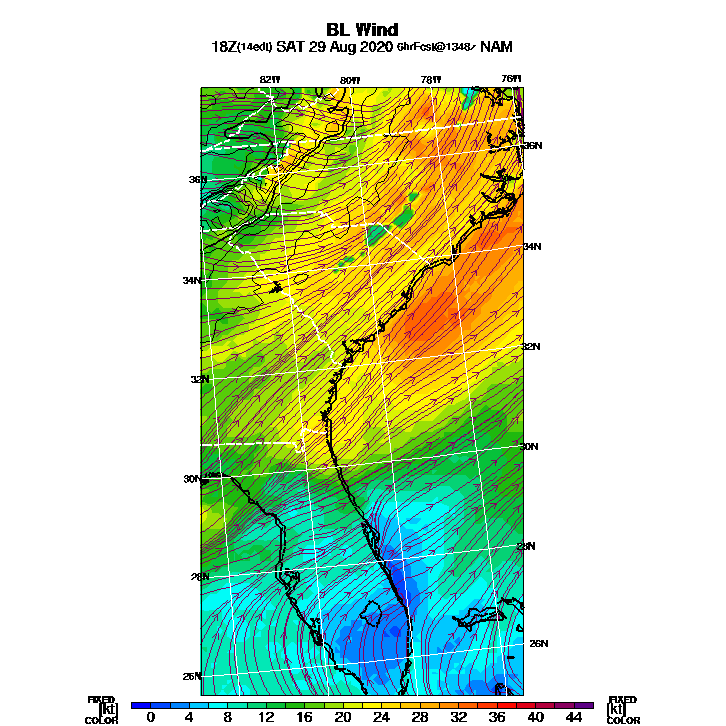 BL Wind
18Z(14edt) SAT 29 Aug 2020 6hrFcst@1348z NAM
82W 80W 78W 76W
36N 36N
34N 34N
32N 32N
30N 30N
28N 28N
26N 26N
FIXED FIXED
[kt] 0 4 8 12 16 20 24 28 32 36 40 44 [kt]
COLOR COLOR